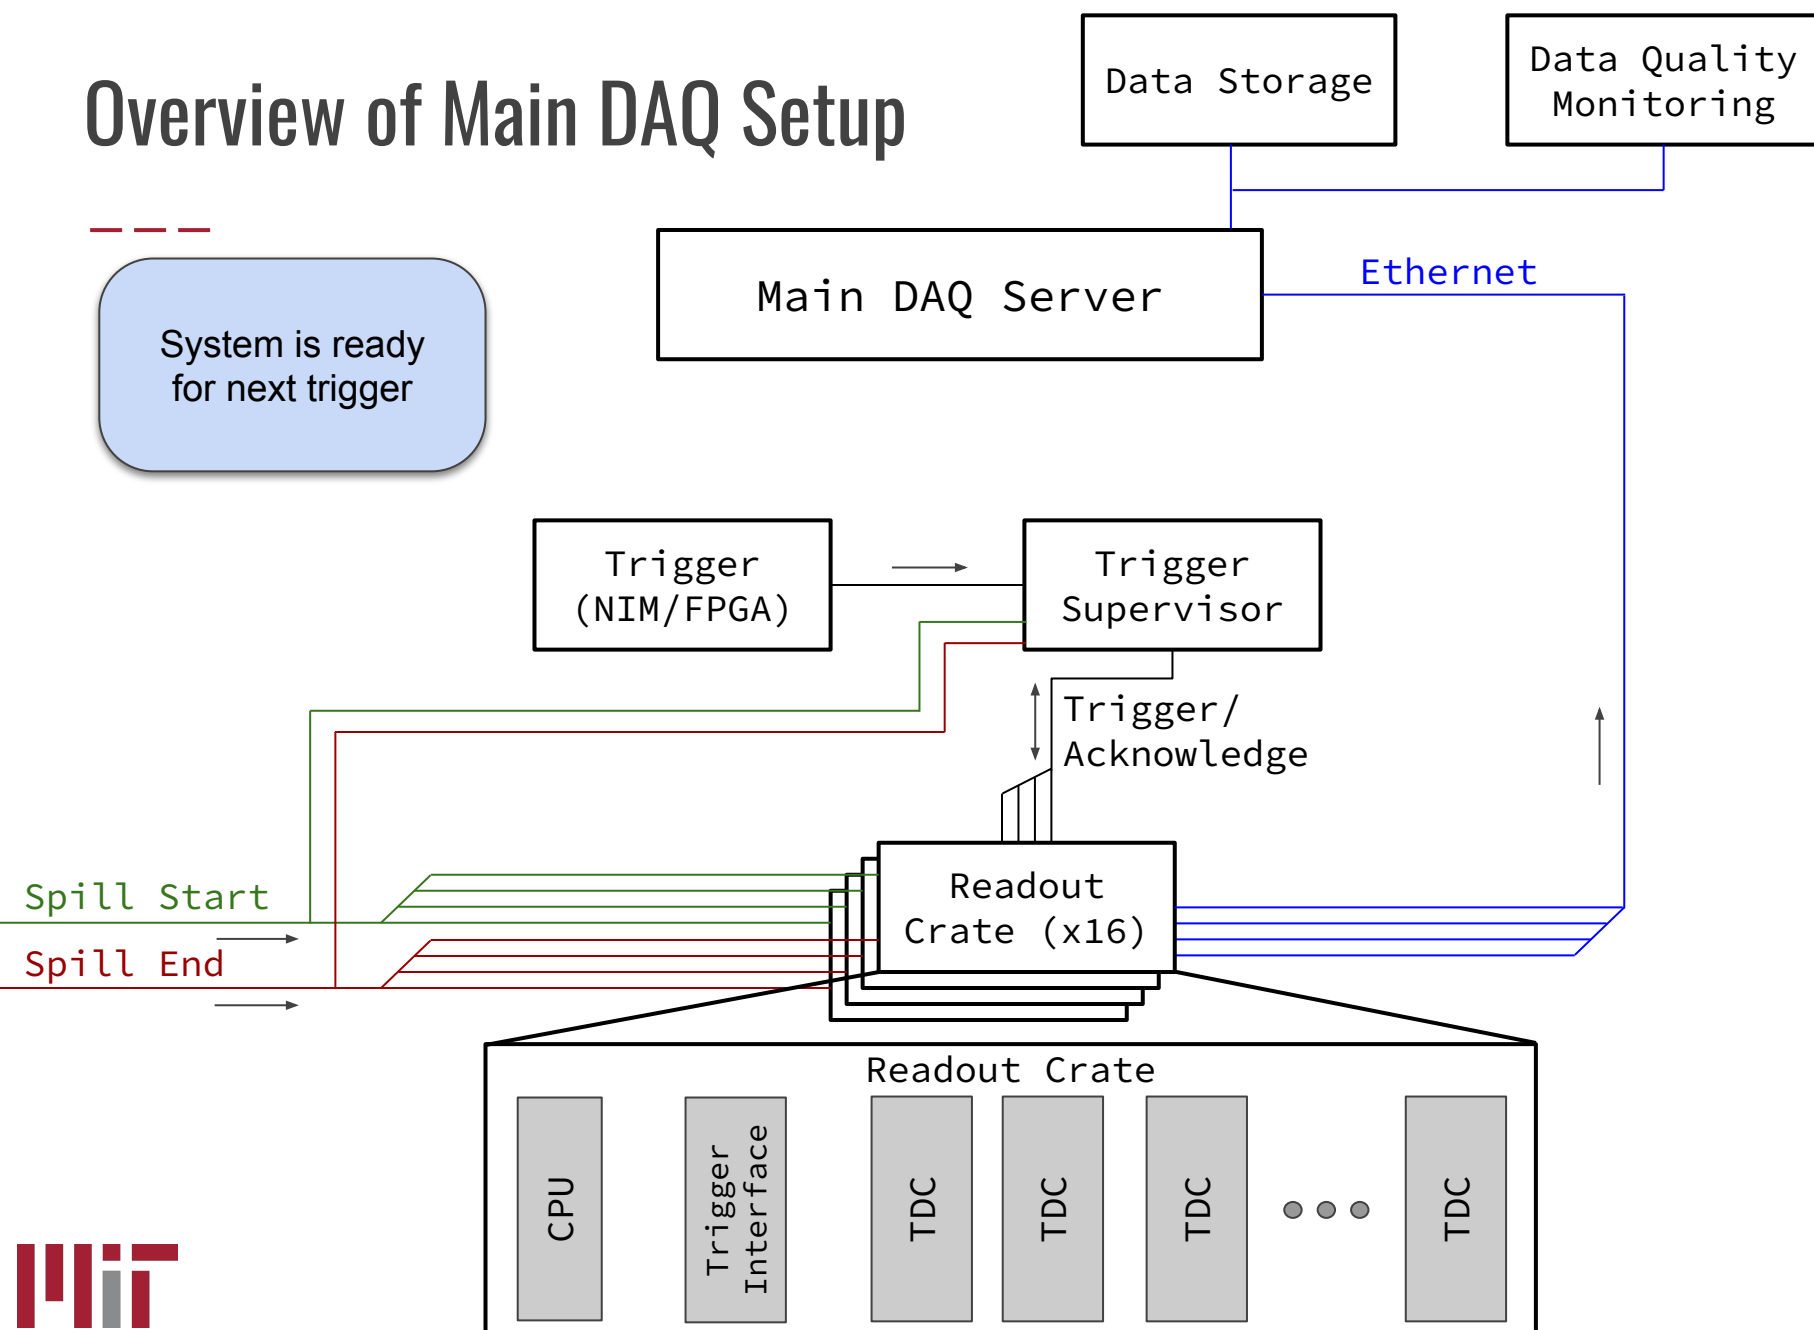 Overview of Main DAQ Setup
Data Storage
Data Quality
Monitoring
System is ready
for next trigger
Main DAQ Server
Ethernet
Trigger
(NIM/FPGA)
Trigger
Supervisor
Trigger/
Acknowledge
Spill Start
Spill End
Readout
Crate (x16)
Readout Crate
CPU
Trigger
Interface
TDC
TDC
TDC
TDC
MIT